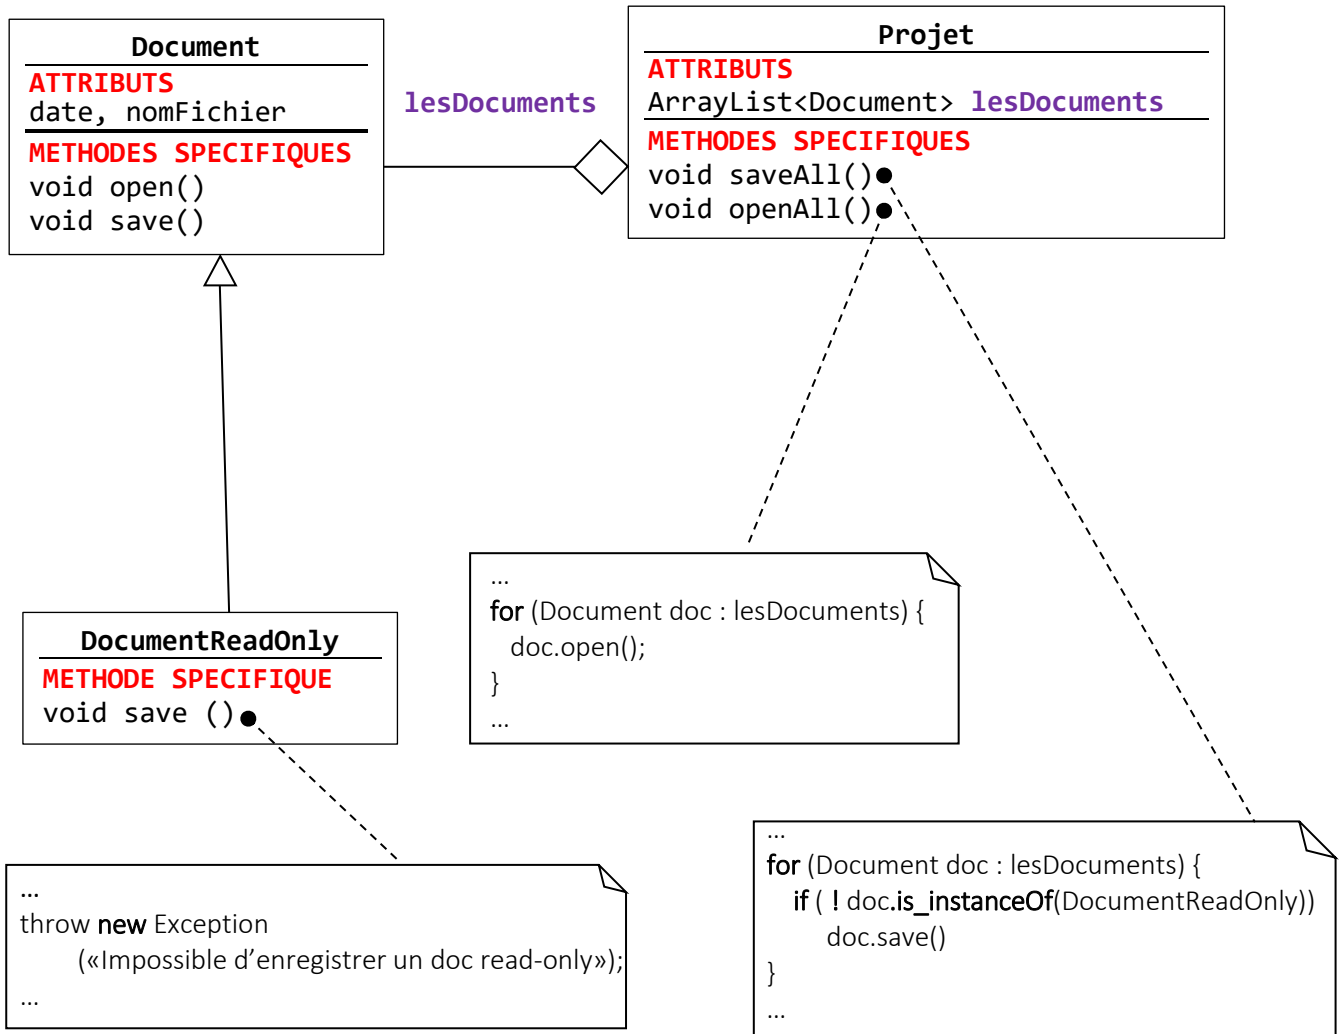 Document
ATTRIBUTS
date, nomFichier
METHODES SPECIFIQUES
void open()
void save()
lesDocuments
Projet
ATTRIBUTS
ArrayList<Document> lesDocuments
METHODES SPECIFIQUES
void saveAll()
void openAll()
DocumentReadOnly
METHODE SPECIFIQUE
void save ()
...
for (Document doc : lesDocuments) {
doc.open();
}
...
...
throw new Exception
(«Impossible d’enregistrer un doc read-only»);
...
...
for (Document doc : lesDocuments) {
if ( ! doc.is_instanceOf(DocumentReadOnly))
doc.save()
}
...